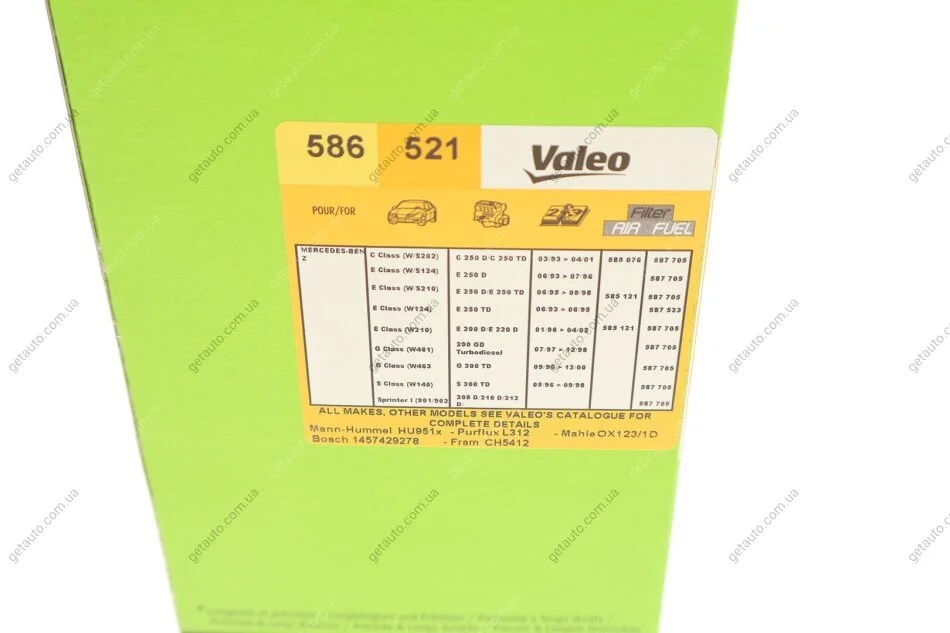 586 521 Valeo
POUR/FOR
Filter
AIR FUEL
MERCEDES-BEN
Z
C Class (W/S202) C 250 D/C 250 TD 03/93 > 04/01 585 076 587 705
E Class (W/S124) E 250 D 06/93 > 07/96 587 705
E Class (W/S210) E 250 D/E 250 TD 06/95 > 09/98 585 121 587 705
E Class (W124) E 250 TD 06/93 > 06/95 587 523
E Class (W210) E 200 D/E 220 D 01/96 > 04/02 585 121 587 705
G Class (W461) 290 GD
Turbodiesel 07/97 > 587 705
G Class (W463 G 300 TD 09/96 > 12/00 587 705
S Class (W140) S 300 TD 05/96 > 09/98 587 705
Sprinter I (901/902 208 D/210 D/212
D/ 587 705
ALL MAKES, OTHER MODELS SEE VALEO'S CATALOGUE FOR
COMPLETE DETAILS
Mann-Hummel HU951x - Purflux L312 - Mahle OX123/1D
Bosch 1457429278 - Fram CH5412
getauto.com.ua